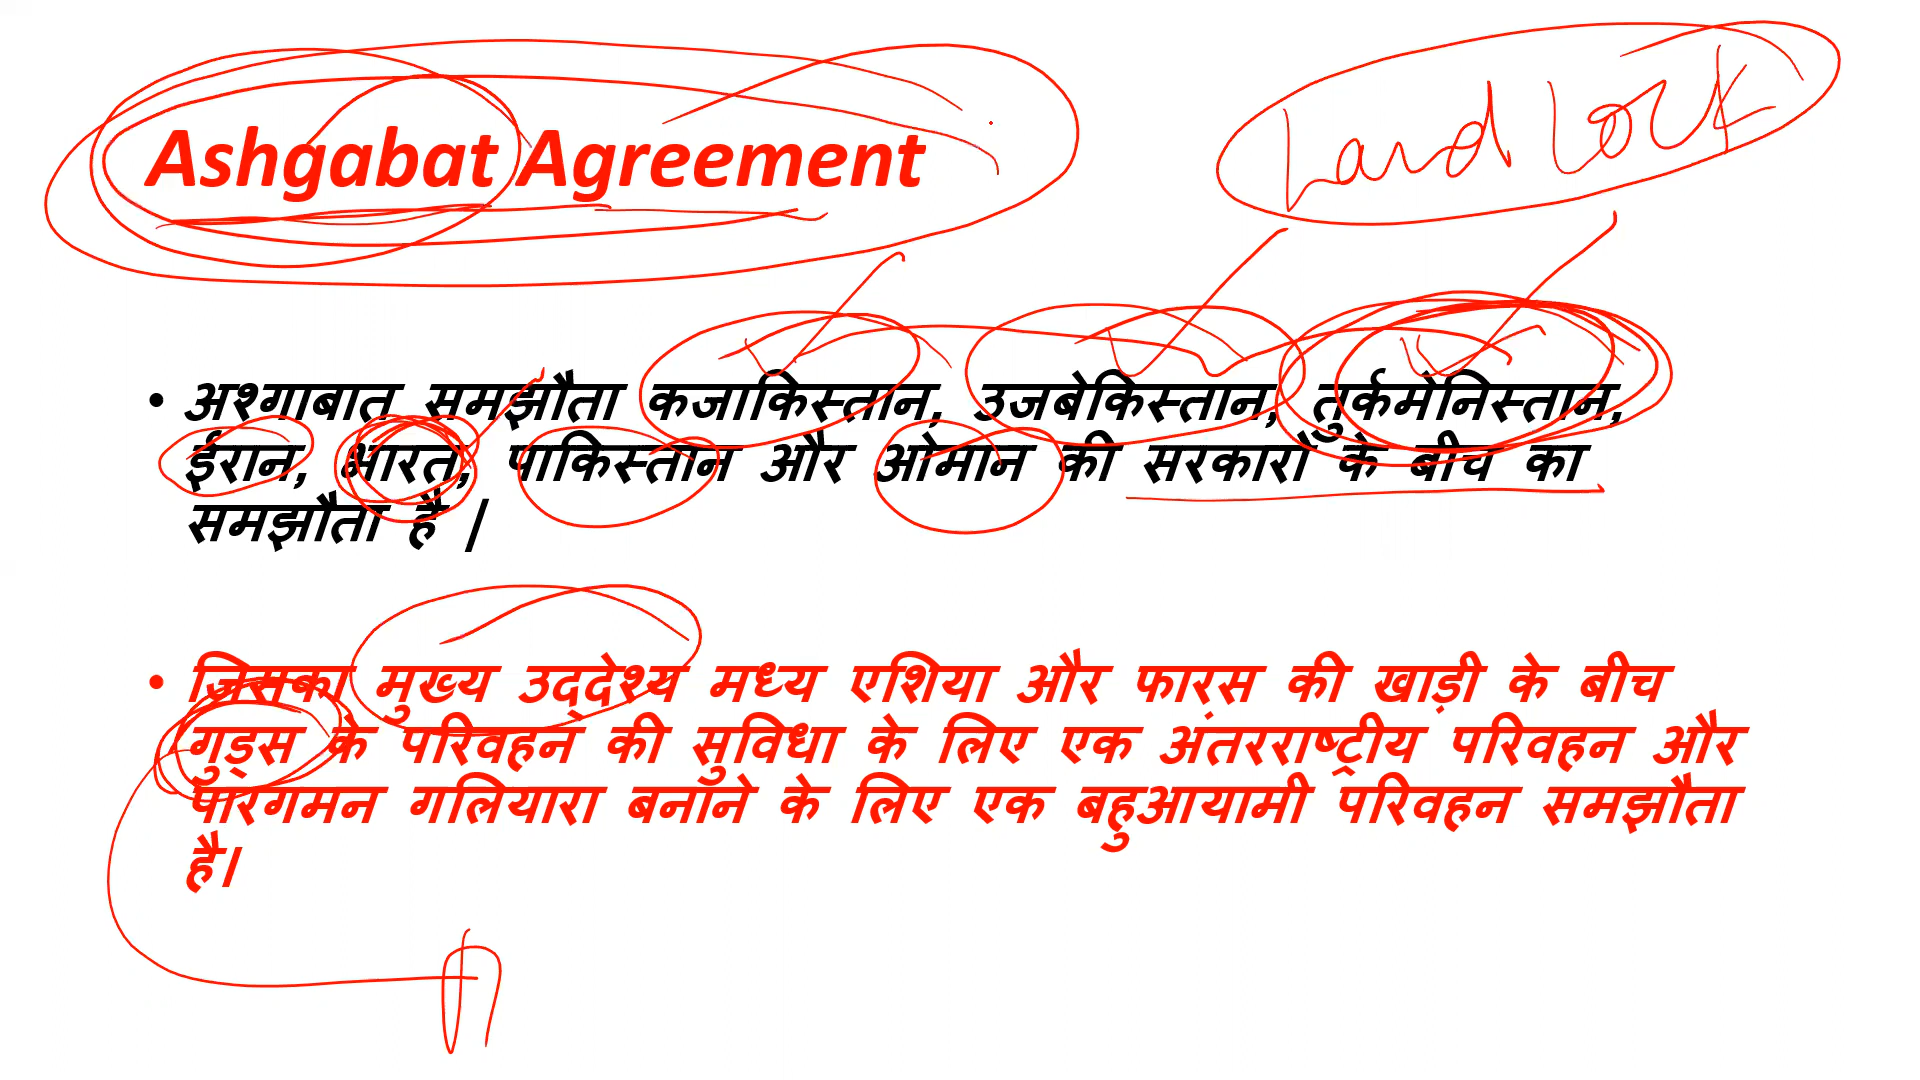 Ashgabat Agreement
Land Lock
• अश्गाबात समझौता कजाकिस्तान, उजबेकिस्तान, तुर्कमेनिस्तान,
ईरान, भारत, पाकिस्तान और ओमान की सरकारों के बीच का
समझौता है |
• जिसका मुख्य उद्देश्य मध्य एशिया और फार्स की खाड़ी के बीच
गुड्स के परिवहन की सुविधा के लिए एक अंतरराष्ट्रीय परिवहन और
पारगमन गलियारा बनाने के लिए एक बहुआयामी परिवहन समझौता
है।